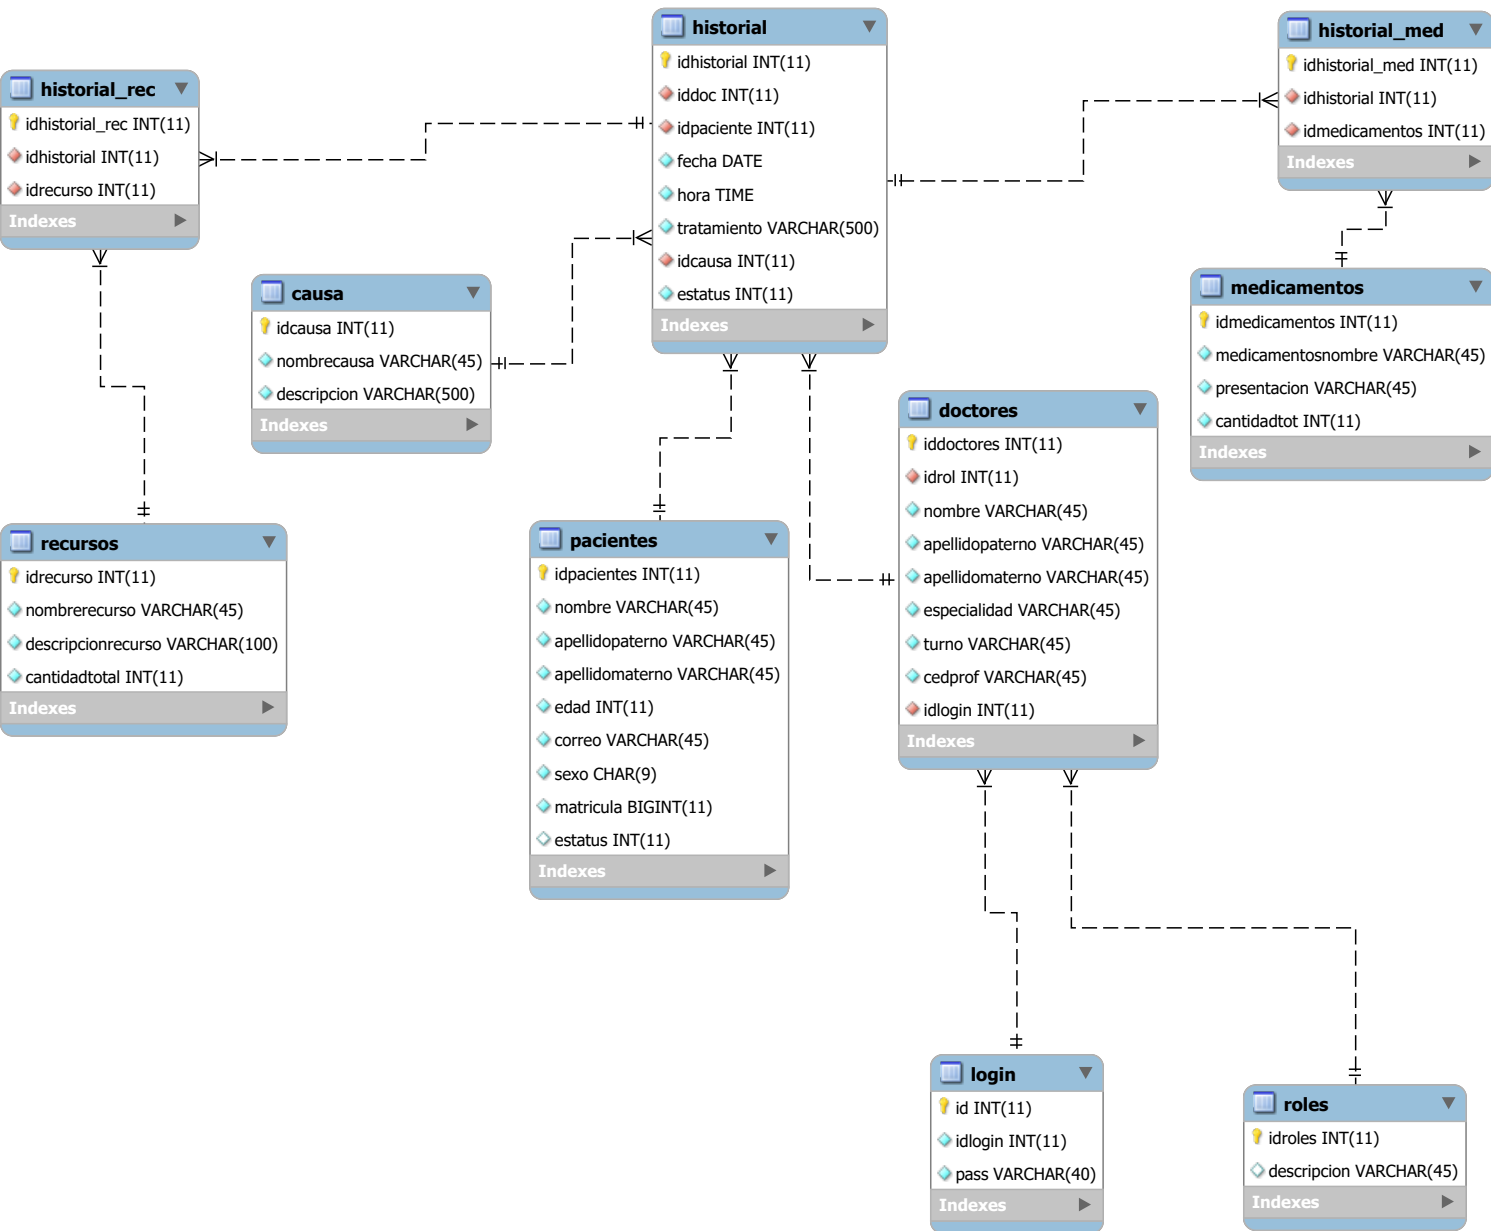 historial
idhistorial INT(11)
iddoc INT(11)
idpaciente INT(11)
fecha DATE
hora TIME
tratamiento VARCHAR(500)
idcausa INT(11)
estatus INT(11)
Indexes
historial_med
idhistorial_med INT(11)
idhistorial INT(11)
idmedicamentos INT(11)
Indexes
historial_rec
idhistorial_rec INT(11)
idhistorial INT(11)
idrecurso INT(11)
Indexes
causa
idcausa INT(11)
nombrecausa VARCHAR(45)
descripcion VARCHAR(500)
Indexes
medicamentos
idmedicamentos INT(11)
medicamentosnombre VARCHAR(45)
presentacion VARCHAR(45)
cantidadtot INT(11)
Indexes
doctores
iddoctores INT(11)
idrol INT(11)
nombre VARCHAR(45)
apellidopaterno VARCHAR(45)
apellidomaterno VARCHAR(45)
especialidad VARCHAR(45)
turno VARCHAR(45)
cedprof VARCHAR(45)
idlogin INT(11)
Indexes
recursos
idrecurso INT(11)
nombrerecurso VARCHAR(45)
descripcionrecurso VARCHAR(100)
cantidadtotal INT(11)
Indexes
pacientes
idpacientes INT(11)
nombre VARCHAR(45)
apellidopaterno VARCHAR(45)
apellidomaterno VARCHAR(45)
edad INT(11)
correo VARCHAR(45)
sexo CHAR(9)
matricula BIGINT(11)
estatus INT(11)
Indexes
login
id INT(11)
idlogin INT(11)
pass VARCHAR(40)
Indexes
roles
idroles INT(11)
descripcion VARCHAR(45)
Indexes